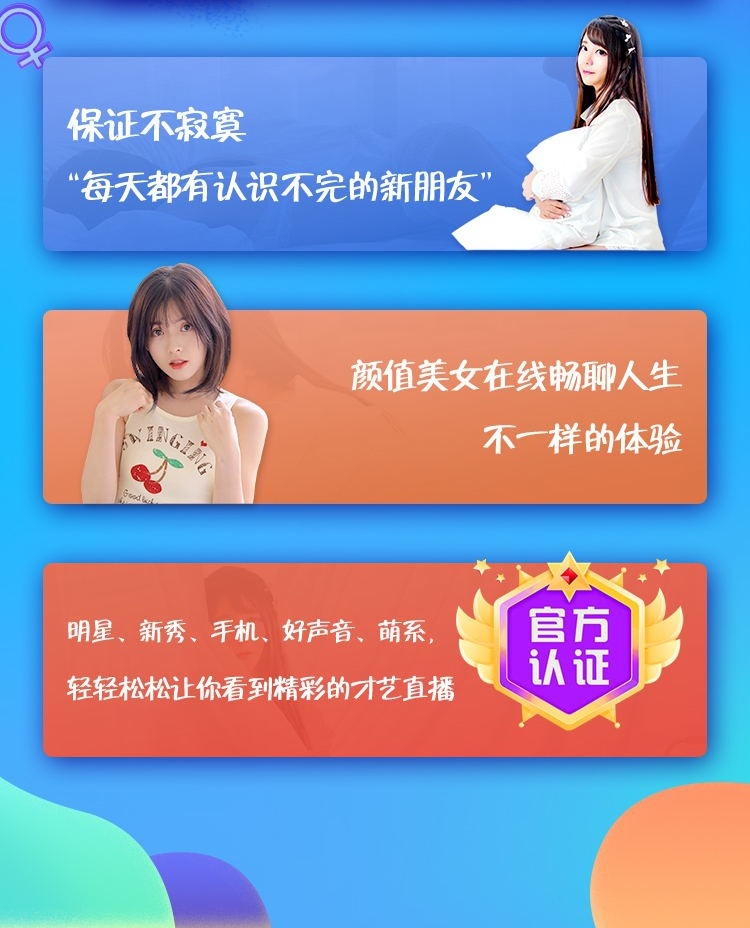 保证不寂寞
“每天都有认识不完的新朋友”
颜值美女在线畅聊人生
不一样的体验
明星、新秀、手机、好声音、萌系，
轻轻松松让你看到精彩的才艺直播
官方
认证